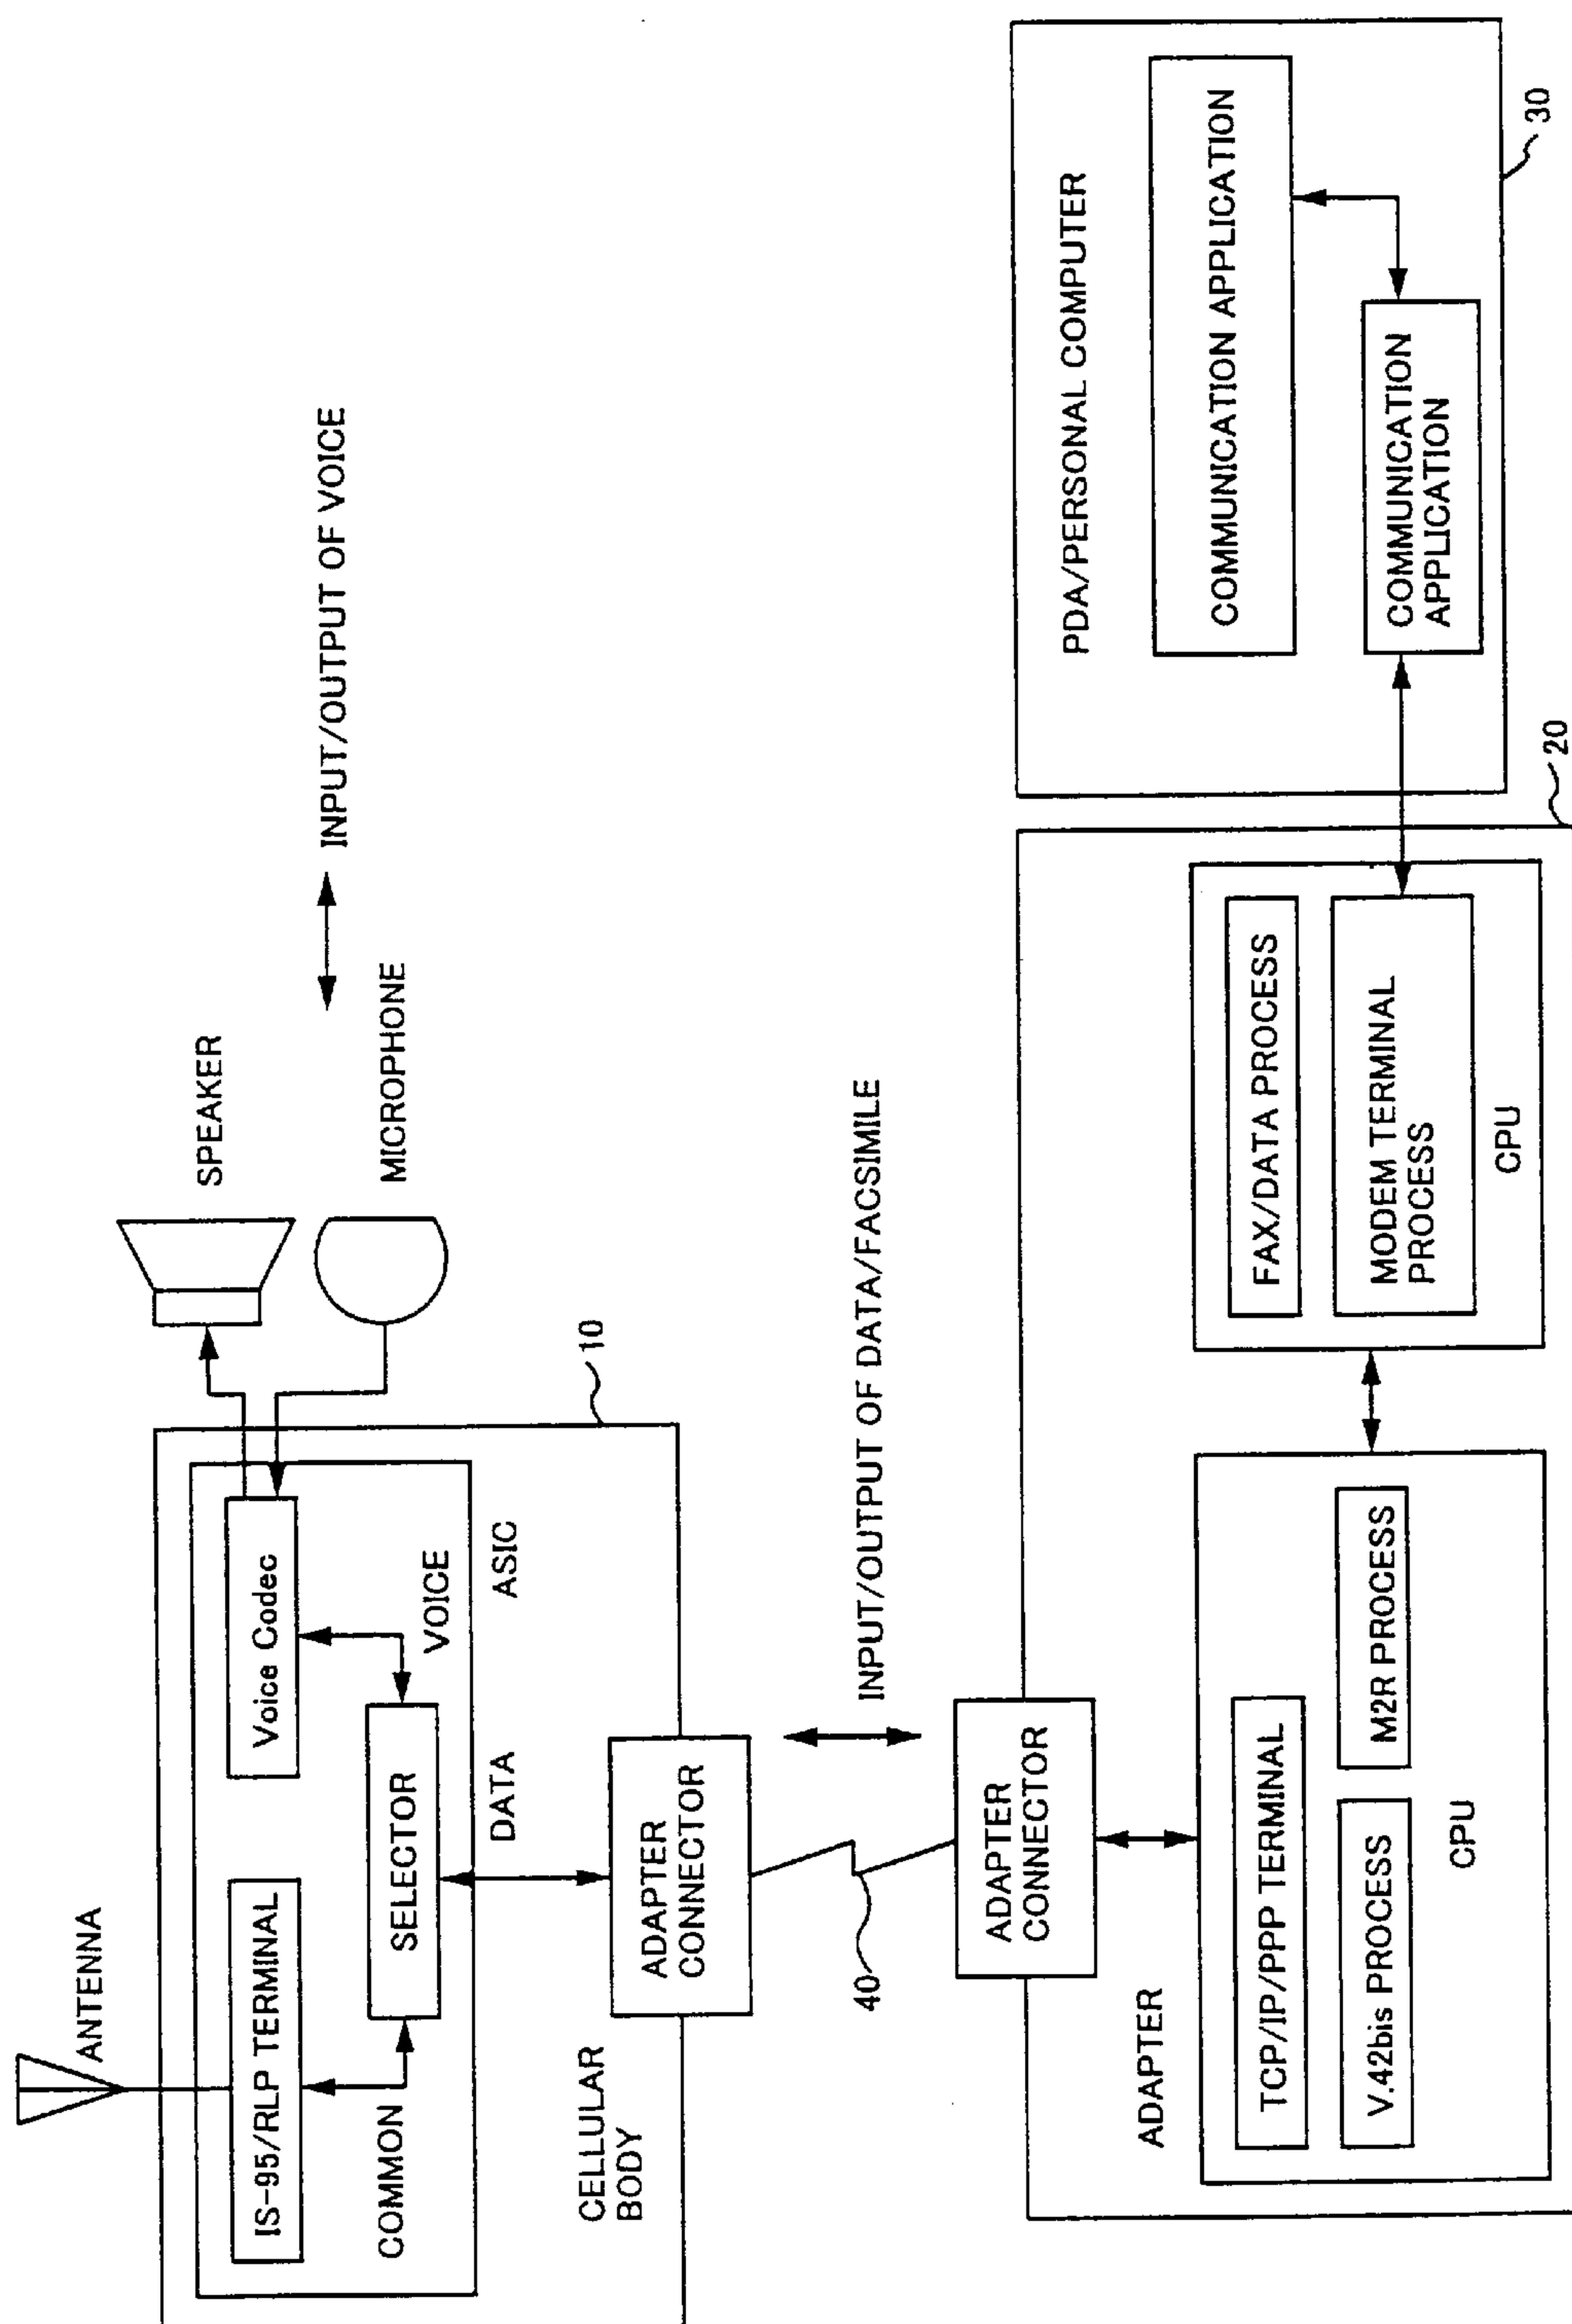 ANTENNA
SPEAKER
MICROPHONE
INPUT/OUTPUT OF VOICE
10
IS-95/RLP TERMINAL
Voice Codec
COMMON
SELECTOR
VOICE
DATA
ASIC
CELLULAR
BODY
ADAPTER
CONNECTOR
INPUT/OUTPUT OF DATA/FACSIMILE
40
ADAPTER
CONNECTOR
ADAPTER
TCP/IP/PPP TERMINAL
V.42bis PROCESS
M2R PROCESS
CPU
FAX/DATA PROCESS
MODEM TERMINAL
PROCESS
CPU
20
PDA/PERSONAL COMPUTER
COMMUNICATION APPLICATION
COMMUNICATION
APPLICATION
30